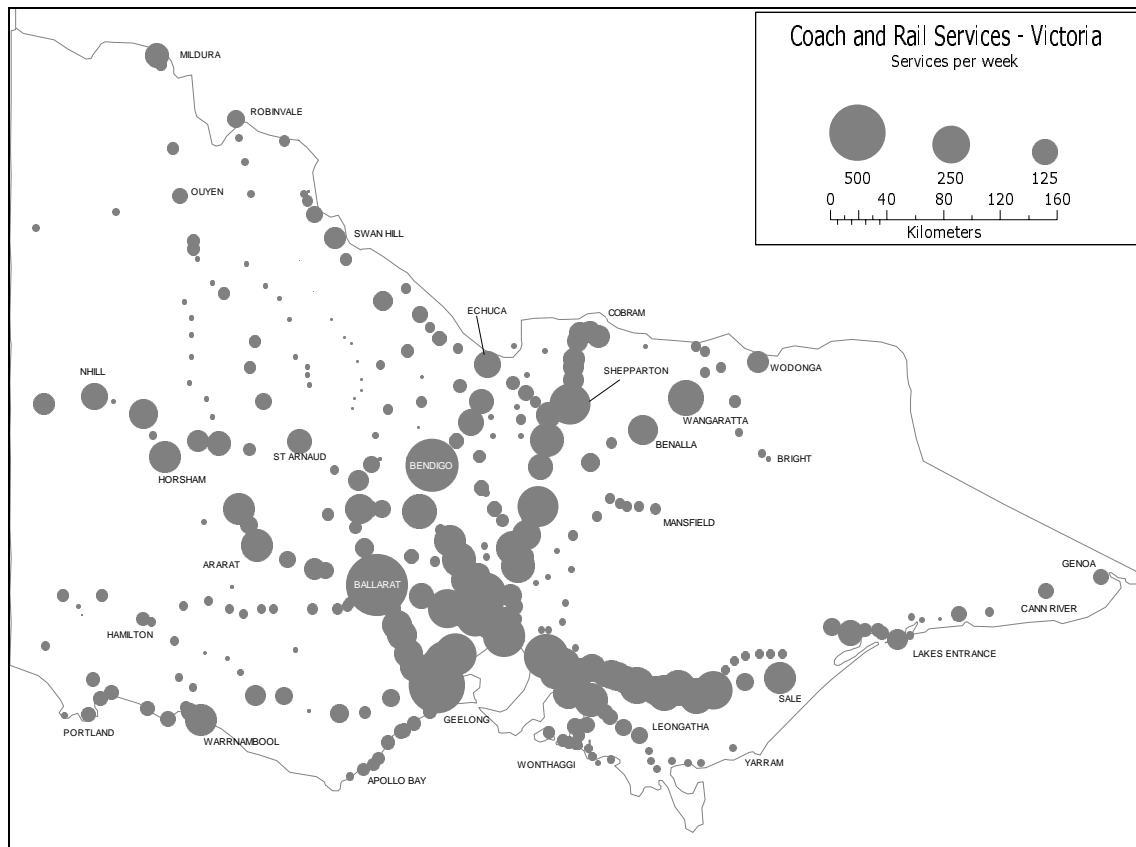 Coach and Rail Services - Victoria
Services per week
500 250 125
0 40 80 120 160
Kilometers
MILDURA
ROBINVALE
OUYEN
SWAN HILL
ECHUCA
COBRAM
NHILL
SHEPPARTON
WODONGA
WANGARATTA
BENALLA
ST ARNAUD
BENDIGO
BRIGHT
HORSHAM
MANSFIELD
ARARAT
GENOA
BALLARAT
CANN RIVER
HAMILTON
LAKES ENTRANCE
SALE
GEELONG
LEONGATHA
PORTLAND
WARRNAMBOOL
WONTHAGGI
YARRAM
APOLLO BAY